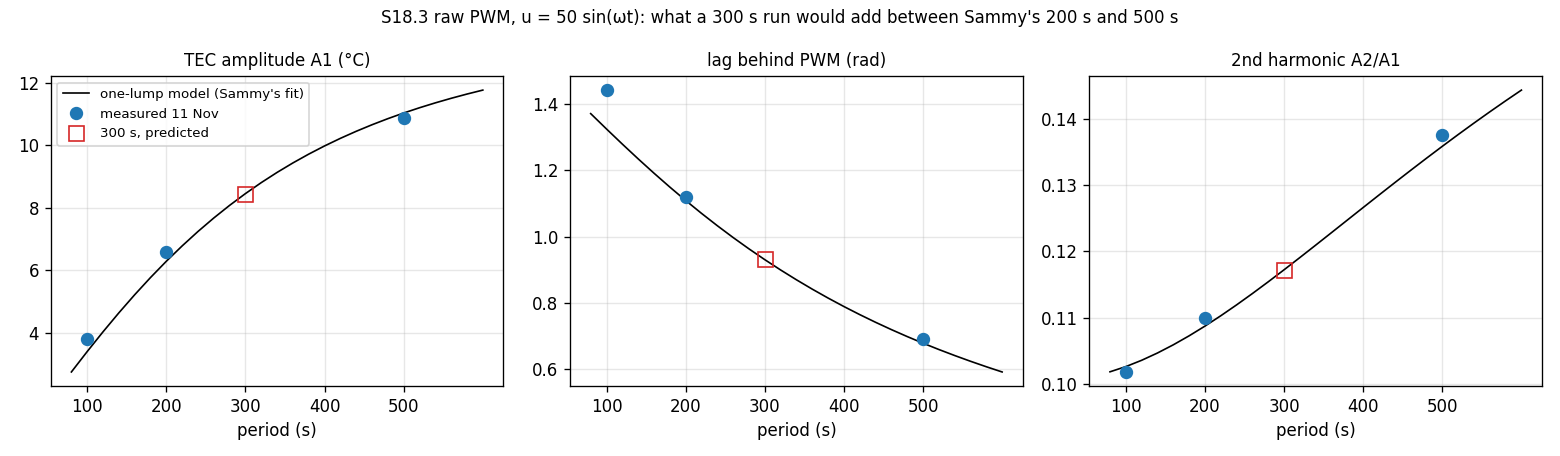 S18.3 raw PWM, u = 50 sin(ωt): what a 300 s run would add between Sammy's 200 s and 500 s
TEC amplitude A1 (°C)
12
10
8
6
4
100 200 300 400 500
period (s)
one-lump model (Sammy's fit)
measured 11 Nov
300 s, predicted
lag behind PWM (rad)
1.4
1.2
1.0
0.8
0.6
100 200 300 400 500
period (s)
2nd harmonic A2/A1
0.14
0.13
0.12
0.11
0.10
100 200 300 400 500
period (s)